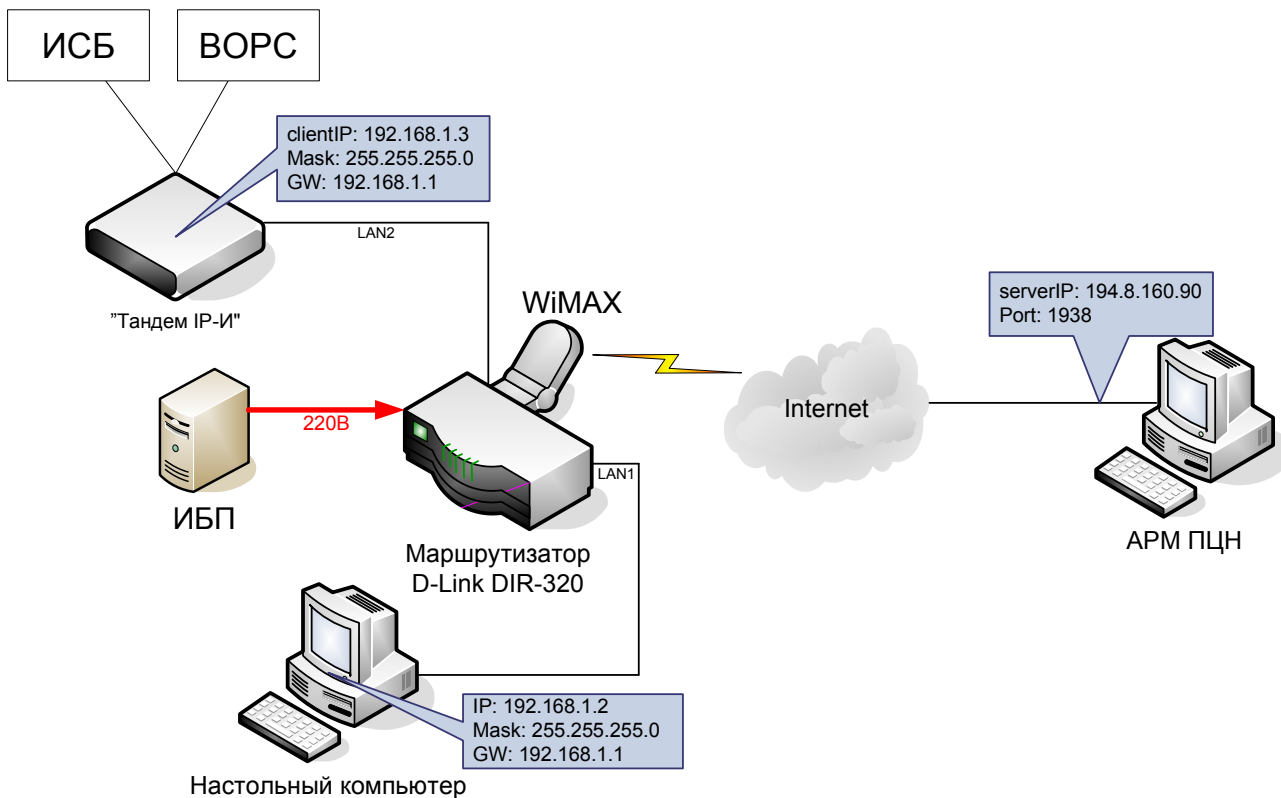 ИСБ
ВОРС
clientIP: 192.168.1.3
Mask: 255.255.255.0
GW: 192.168.1.1
LAN2
”Тандем IP-И"
WiMAX
serverIP: 194.8.160.90
Port: 1938
Internet
220В
LAN1
ИБП
АРМ ПЦН
Маршрутизатор
D-Link DIR-320
IP: 192.168.1.2
Mask: 255.255.255.0
GW: 192.168.1.1
Настольный компьютер